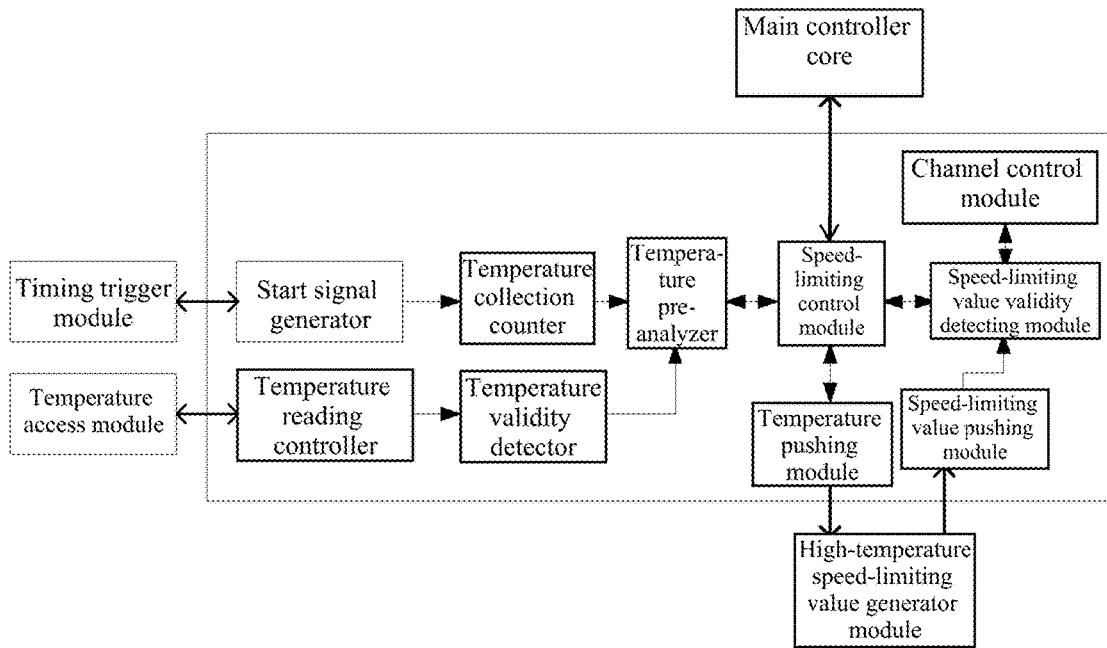 Main controller
core
Channel control
module
Timing trigger
module
Start signal
generator
Temperature
collection
counter
Tempera-
ture
pre-
analyzer
Speed-
limiting
control
module
Speed-limiting
value validity
detecting module
Temperature
access module
Temperature
reading
controller
Temperature
validity
detector
Temperature
pushing
module
Speed-limiting
value pushing
module
High-temperature
speed-limiting
value generator
module